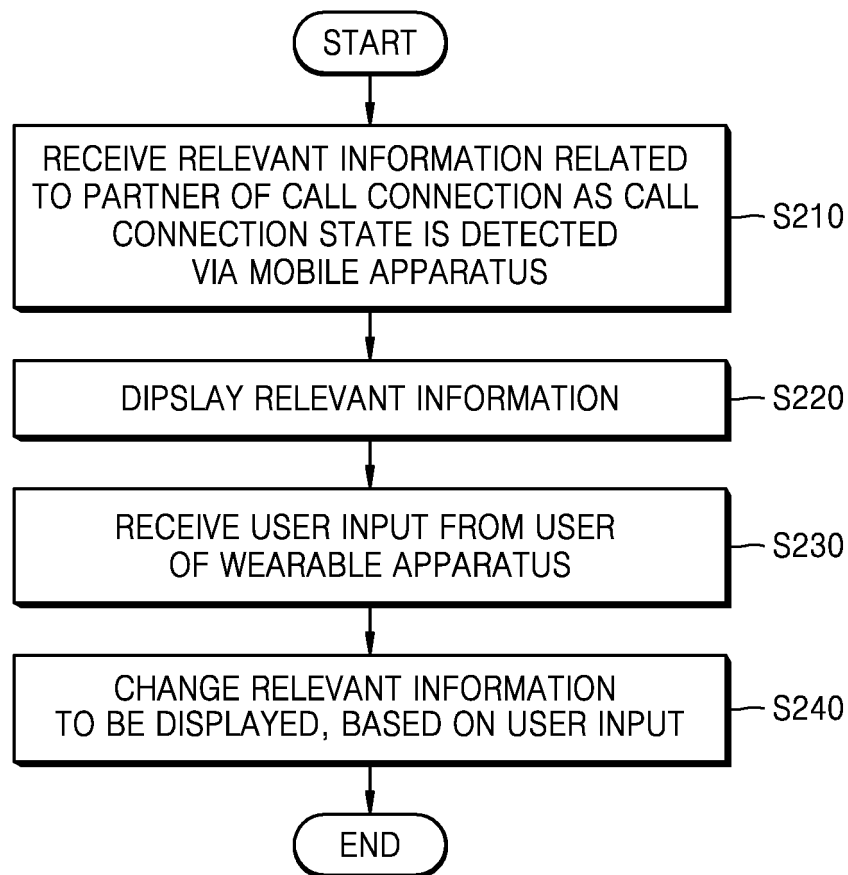 START
RECEIVE RELEVANT INFORMATION RELATED
TO PARTNER OF CALL CONNECTION AS CALL
CONNECTION STATE IS DETECTED
VIA MOBILE APPARATUS
S210
DIPSLAY RELEVANT INFORMATION
S220
RECEIVE USER INPUT FROM USER
OF WEARABLE APPARATUS
S230
CHANGE RELEVANT INFORMATION
TO BE DISPLAYED, BASED ON USER INPUT
S240
END